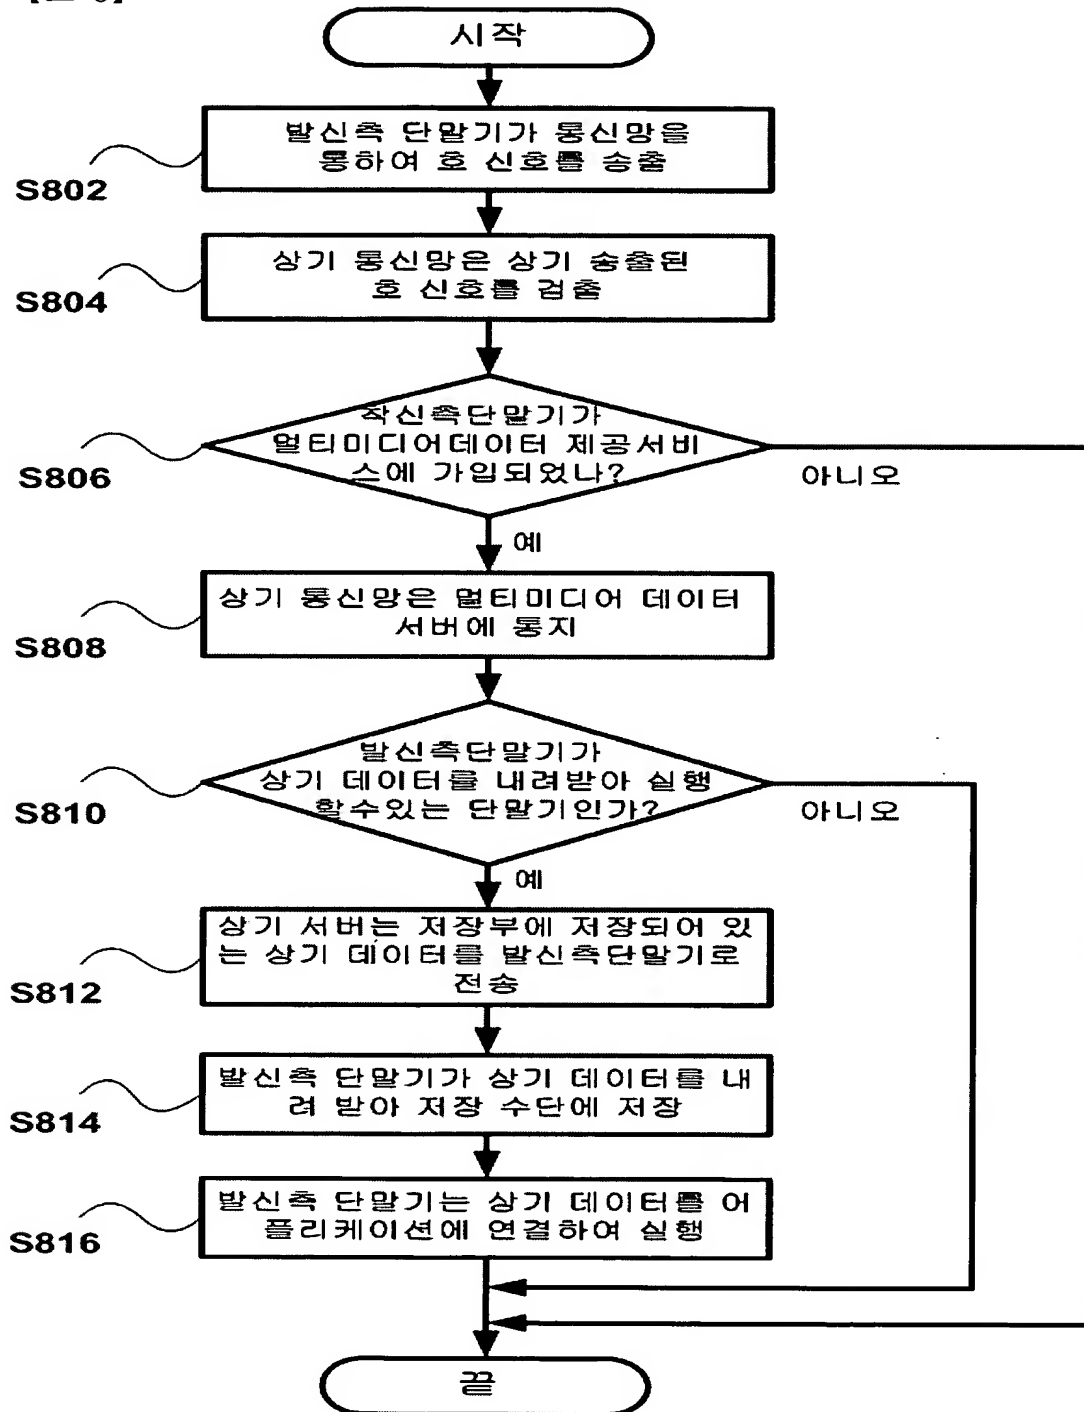 시작
발신측 단말기가 통신망을
통하여 호 신호를 송출
S802
상기 통신망은 상기 송출된
호 신호를 검출
S804
착신측단말기가
멀티미디어데이터 제공서비
스에 가입되었나?
S806
아니오
예
상기 통신망은 멀티미디어 데이터
서버에 통지
S808
발신측단말기가
상기 데이터를 내려받아 실행
할수있는 단말기인가?
S810
아니오
예
상기 서버는 저장부에 저장되어 있
는 상기 데이터를 발신측단말기로
전송
S812
발신측 단말기가 상기 데이터를 내
려 받아 저장 수단에 저장
S814
발신측 단말기는 상기 데이터를 어
플리케이션에 연결하여 실행
S816
끝